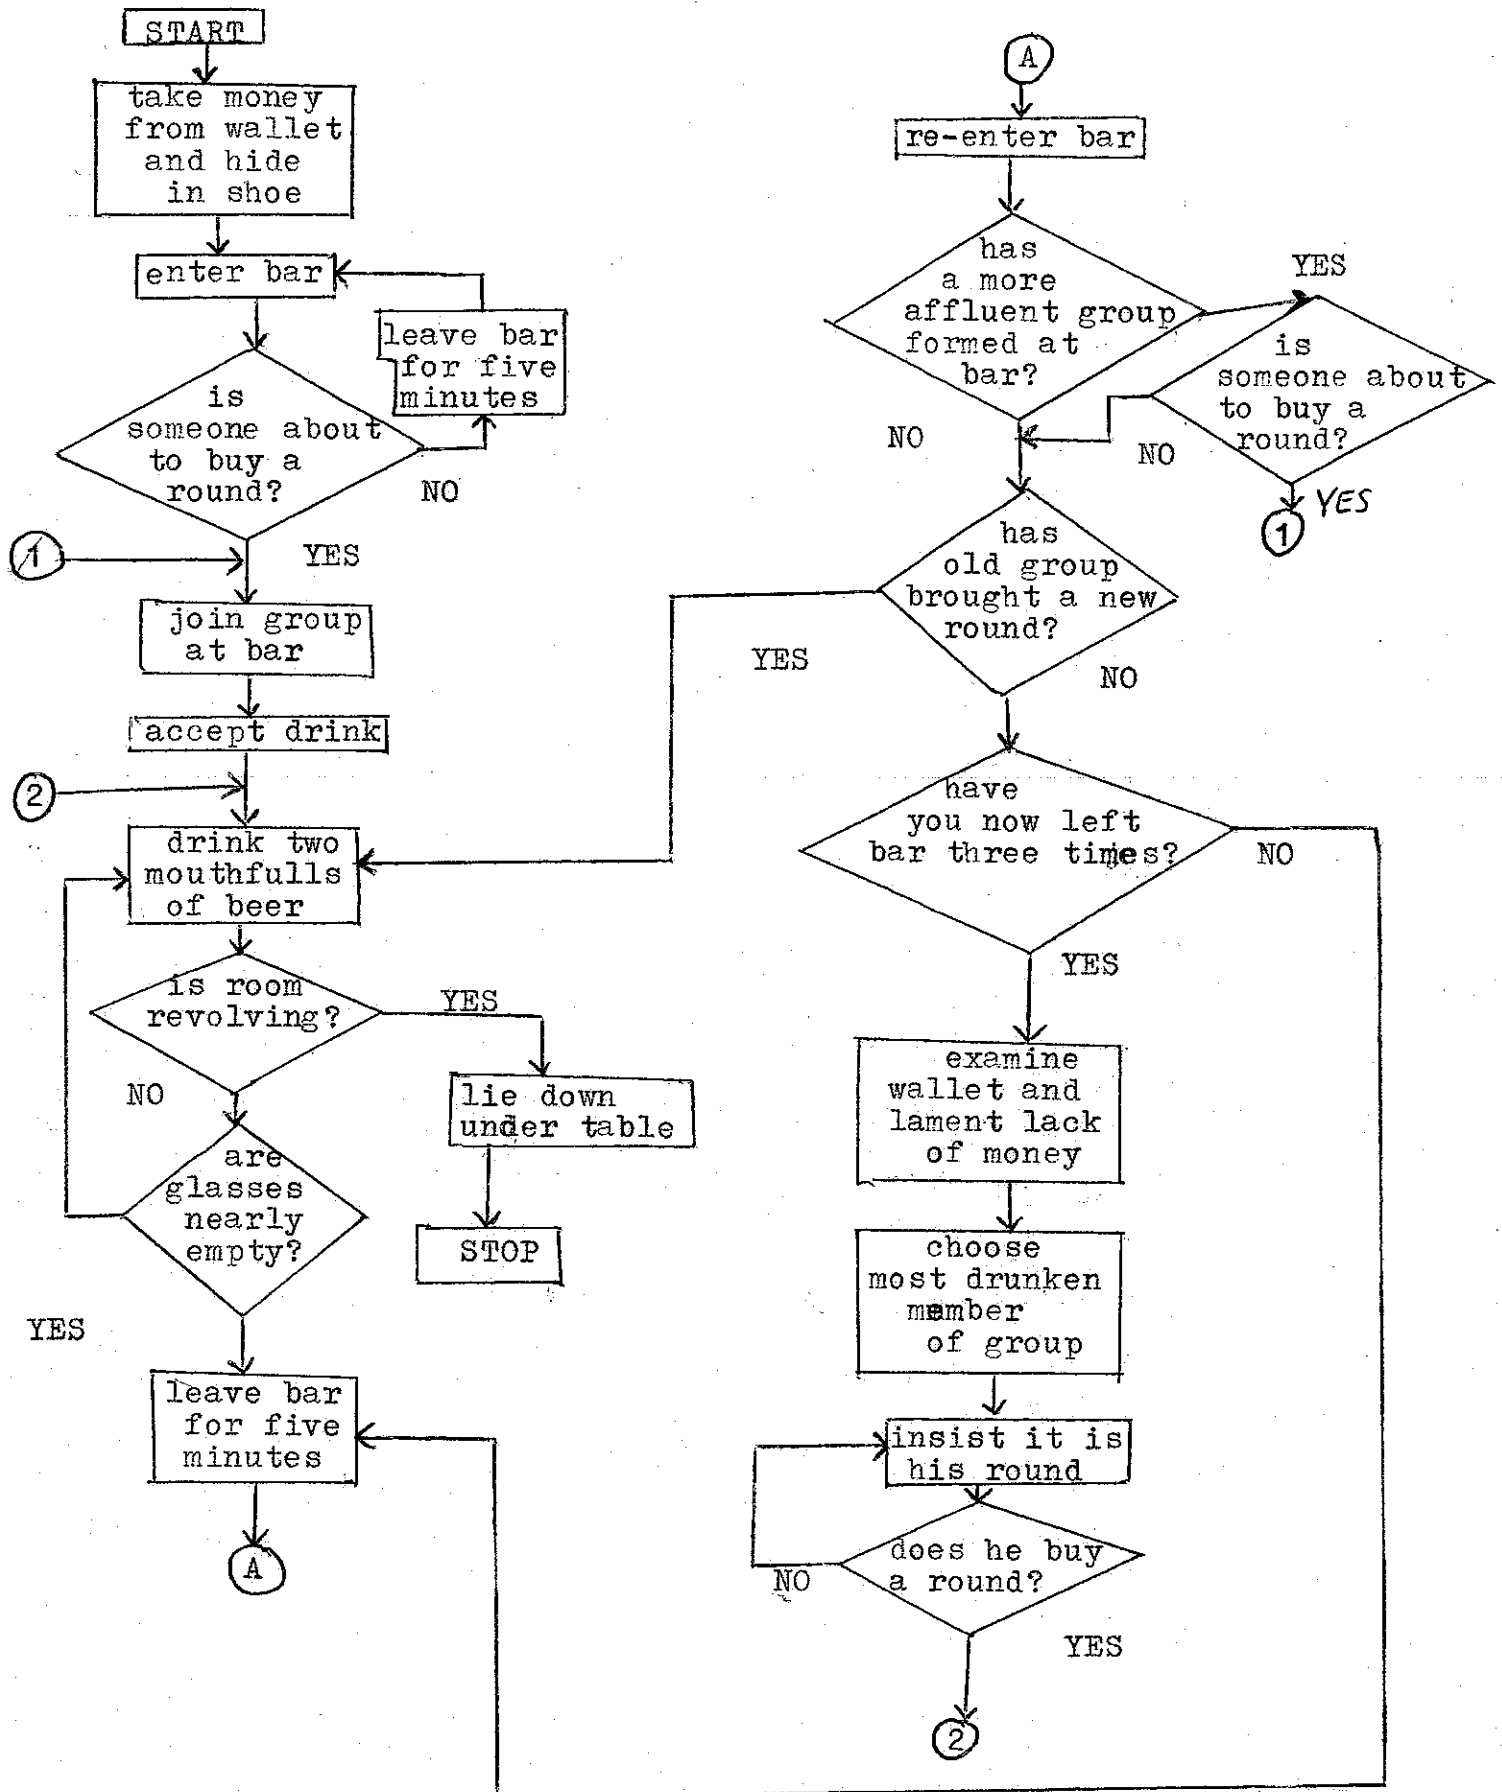 START
take money
from wallet
and hide
in shoe
enter bar
leave bar
for five
minutes
is
someone about
to buy a
round?
NO
YES
1
join group
at bar
accept drink
2
drink two
mouthfulls
of beer
is room
revolving?
YES
NO
lie down
under table
STOP
are
glasses
nearly
empty?
YES
leave bar
for five
minutes
A
A
re-enter bar
has
a more
affluent group
formed at
bar?
YES
NO
is
someone about
to buy a
round?
NO
YES
1
has
old group
brought a new
round?
YES
NO
have
you now left
bar three times?
NO
YES
examine
wallet and
lament lack
of money
choose
most drunken
member
of group
insist it is
his round
does he buy
a round?
NO
YES
2